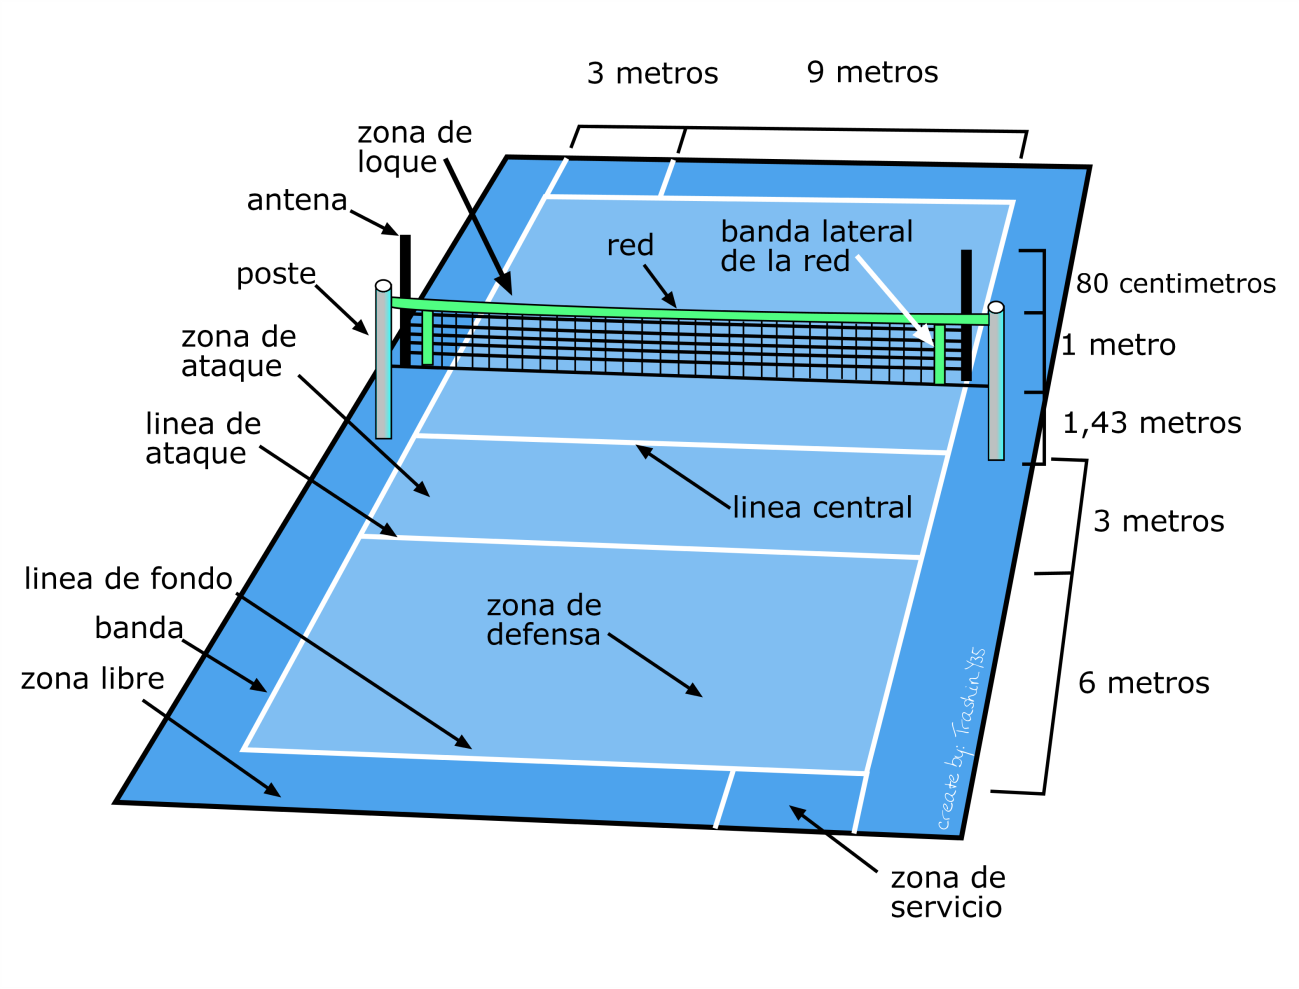 3 metros
9 metros
zona de
loque
antena
red
banda lateral
de la red
poste
80 centimetros
zona de
ataque
1 metro
linea de
ataque
1,43 metros
linea central
3 metros
linea de fondo
zona de
defensa
banda
zona libre
6 metros
create by: Trashin Y35
zona de
servicio